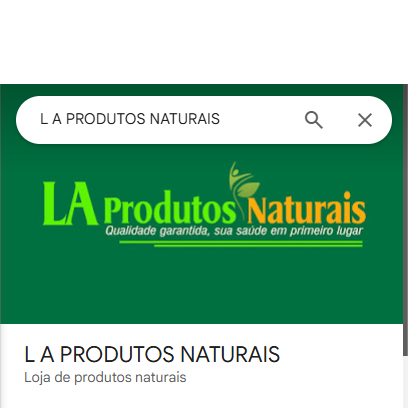 L A PRODUTOS NATURAIS
LA Produtos Naturais
Qualidade garantida, sua saúde em primeiro lugar
L A PRODUTOS NATURAIS
Loja de produtos naturais